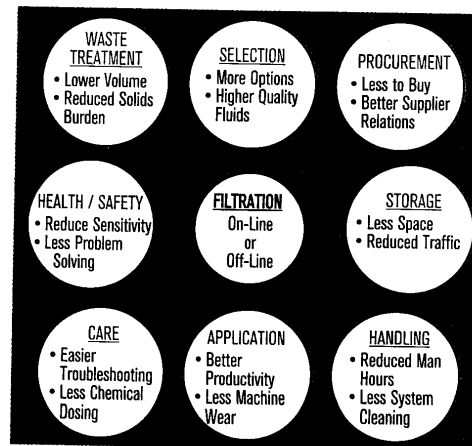 WASTE
TREATMENT
• Lower Volume
• Reduced Solids
Burden
SELECTION
• More Options
• Higher Quality
Fluids
PROCUREMENT
• Less to Buy
• Better Supplier
Relations
HEALTH / SAFETY
• Reduce Sensitivity
• Less Problem
Solving
FILTRATION
On-Line
or
Off-Line
STORAGE
• Less Space
• Reduced Traffic
CARE
• Easier
Troubleshooting
• Less Chemical
Dosing
APPLICATION
• Better
Productivity
• Less Machine
Wear
HANDLING
• Reduced Man
Hours
• Less System
Cleaning